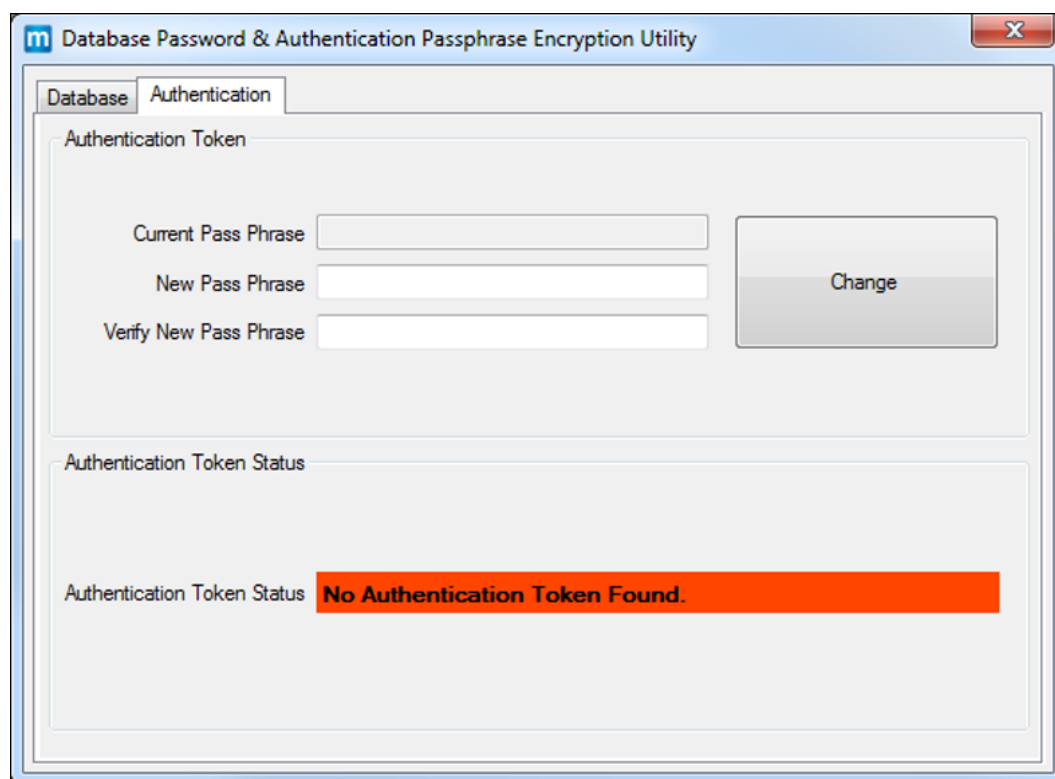 m Database Password & Authentication Passphrase Encryption Utility
Database Authentication
Authentication Token
Current Pass Phrase
New Pass Phrase
Change
Verify New Pass Phrase
Authentication Token Status
Authentication Token Status No Authentication Token Found.